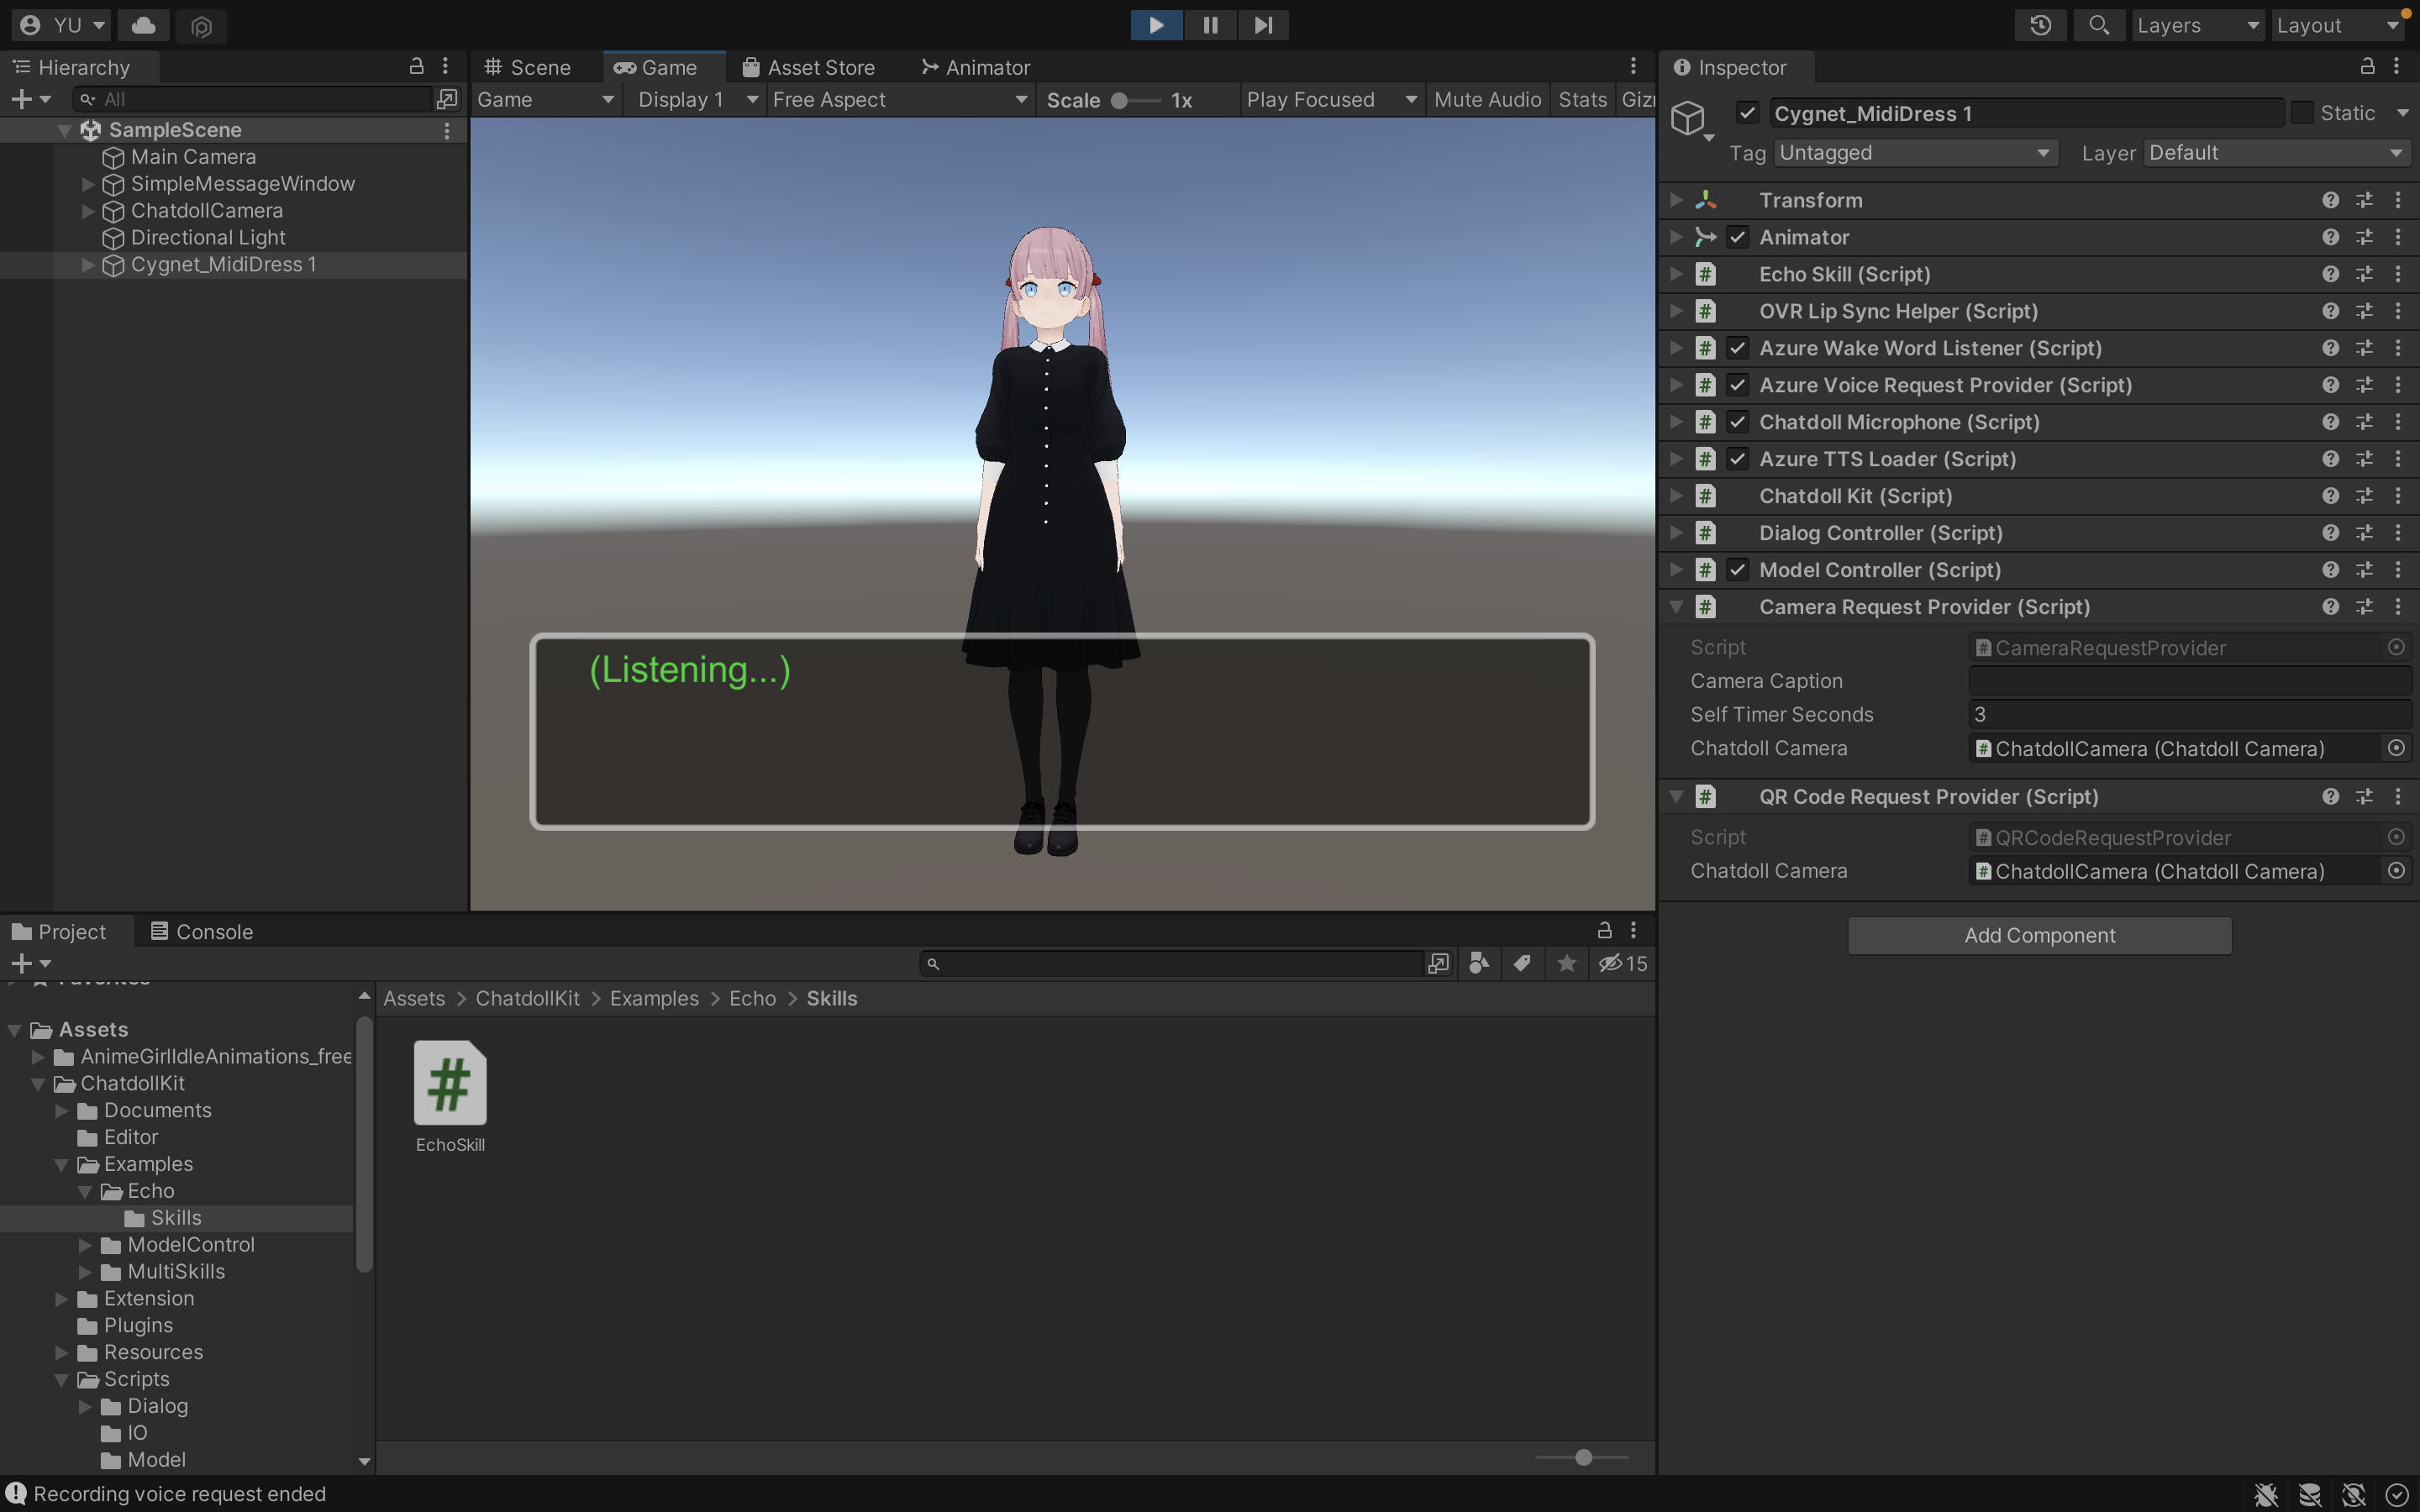 YU
Layers
Layout
Hierarchy
All
SampleScene
Main Camera
SimpleMessageWindow
ChatdollCamera
Directional Light
Cygnet_MidiDress 1
Scene
Game
Asset Store
Animator
Game
Display 1
Free Aspect
Scale
1x
Play Focused
Mute Audio
Stats
Giz
(Listening...)
Inspector
Cygnet_MidiDress 1
Static
Tag
Untagged
Layer
Default
Transform
Animator
Echo Skill (Script)
OVR Lip Sync Helper (Script)
Azure Wake Word Listener (Script)
Azure Voice Request Provider (Script)
Chatdoll Microphone (Script)
Azure TTS Loader (Script)
Chatdoll Kit (Script)
Dialog Controller (Script)
Model Controller (Script)
Camera Request Provider (Script)
Script
CameraRequestProvider
Camera Caption
Self Timer Seconds
3
Chatdoll Camera
ChatdollCamera (Chatdoll Camera)
QR Code Request Provider (Script)
Script
QRCodeRequestProvider
Chatdoll Camera
ChatdollCamera (Chatdoll Camera)
Add Component
Project
Console
15
Assets
AnimeGirlIdleAnimations_free
ChatdollKit
Documents
Editor
Examples
Echo
Skills
ModelControl
MultiSkills
Extension
Plugins
Resources
Scripts
Dialog
IO
Model
Assets > ChatdollKit > Examples > Echo > Skills
EchoSkill
Recording voice request ended